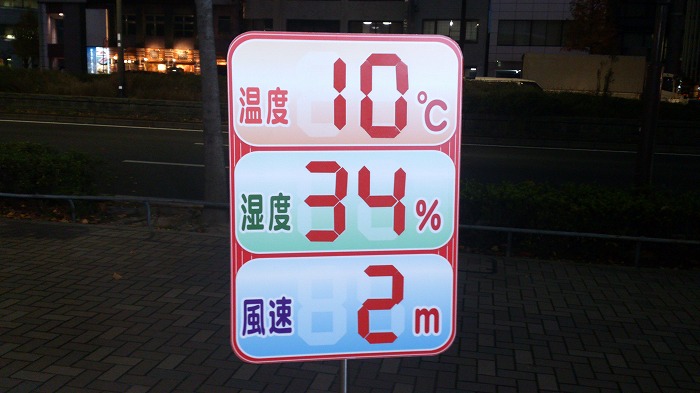 温度 10 ℃
湿度 34 %
風速 2 m